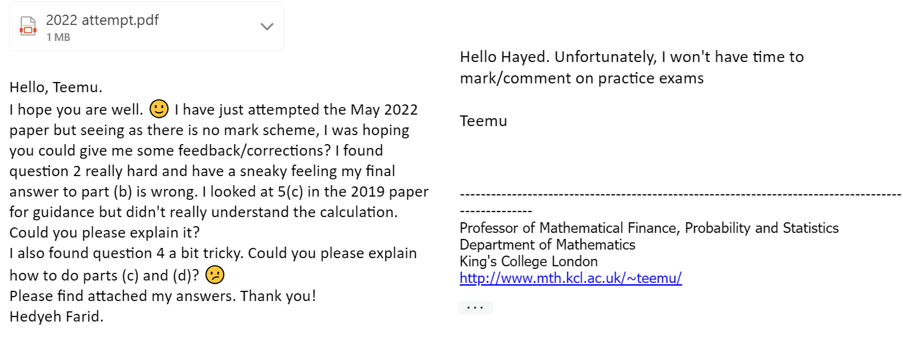 2022 attempt.pdf
1 MB
Hello, Teemu.
I hope you are well. 🙂 I have just attempted the May 2022
paper but seeing as there is no mark scheme, I was hoping
you could give me some feedback/corrections? I found
question 2 really hard and have a sneaky feeling my final
answer to part (b) is wrong. I looked at 5(c) in the 2019 paper
for guidance but didn't really understand the calculation.
Could you please explain it?
I also found question 4 a bit tricky. Could you please explain
how to do parts (c) and (d)? 😕
Please find attached my answers. Thank you!
Hedyeh Farid.
Hello Hayed. Unfortunately, I won't have time to
mark/comment on practice exams
Teemu
--------------------------------------------------------------------------------------
--------------
Professor of Mathematical Finance, Probability and Statistics
Department of Mathematics
King's College London
http://www.mth.kcl.ac.uk/~teemu/
...